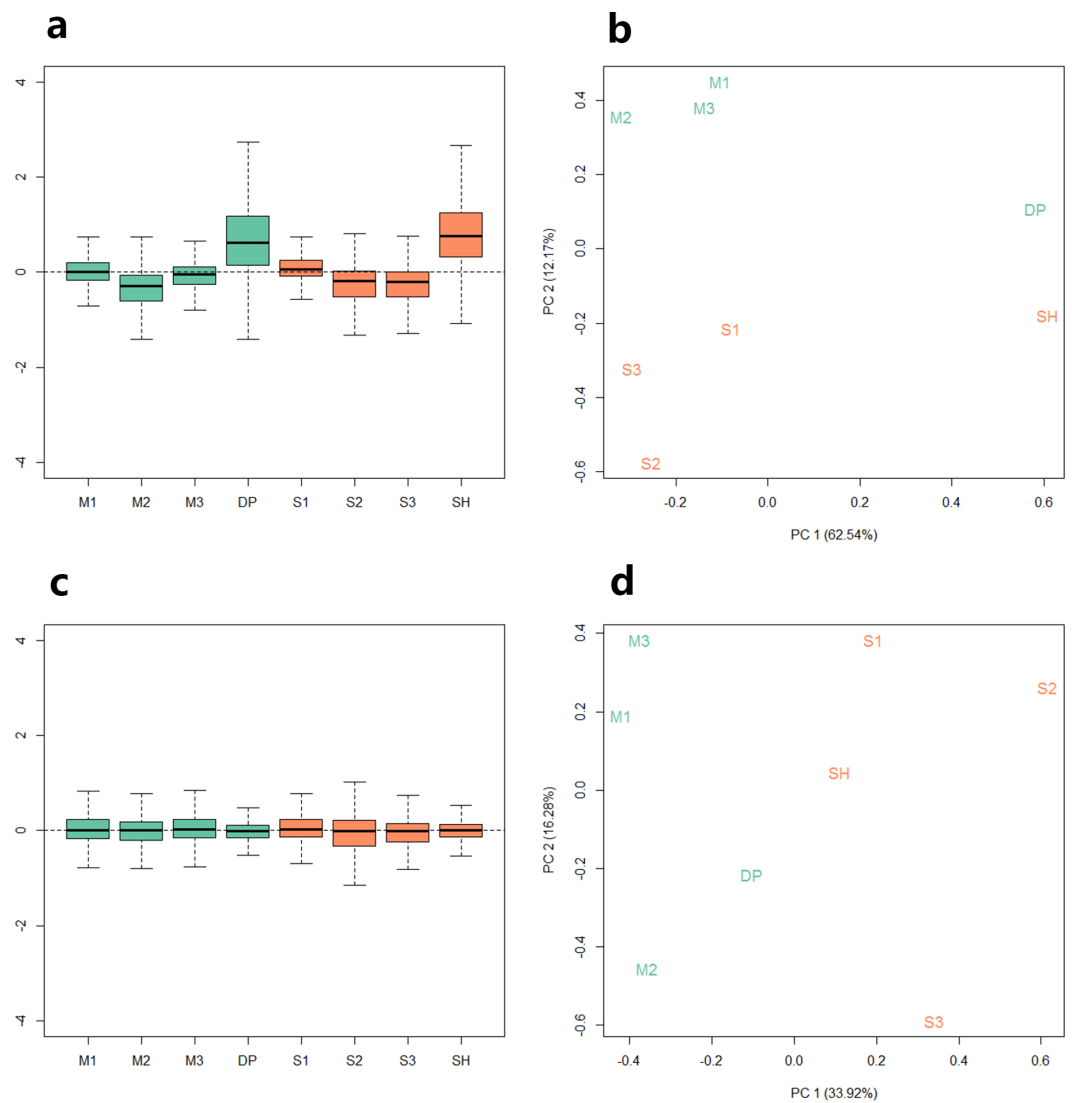 a
4
2
0
-2
-4
M1 M2 M3 DP S1 S2 S3 SH
b
PC 2 (12.17%)
0.4
0.2
0.0
-0.2
-0.4
-0.6
M1
M3
M2
DP
SH
S1
S3
S2
-0.2 0.0 0.2 0.4 0.6
PC 1 (62.54%)
c
4
2
0
-2
-4
M1 M2 M3 DP S1 S2 S3 SH
d
PC 2 (16.28%)
0.4
0.2
0.0
-0.2
-0.4
-0.6
M3
S1
S2
M1
SH
DP
M2
S3
-0.4 -0.2 0.0 0.2 0.4 0.6
PC 1 (33.92%)